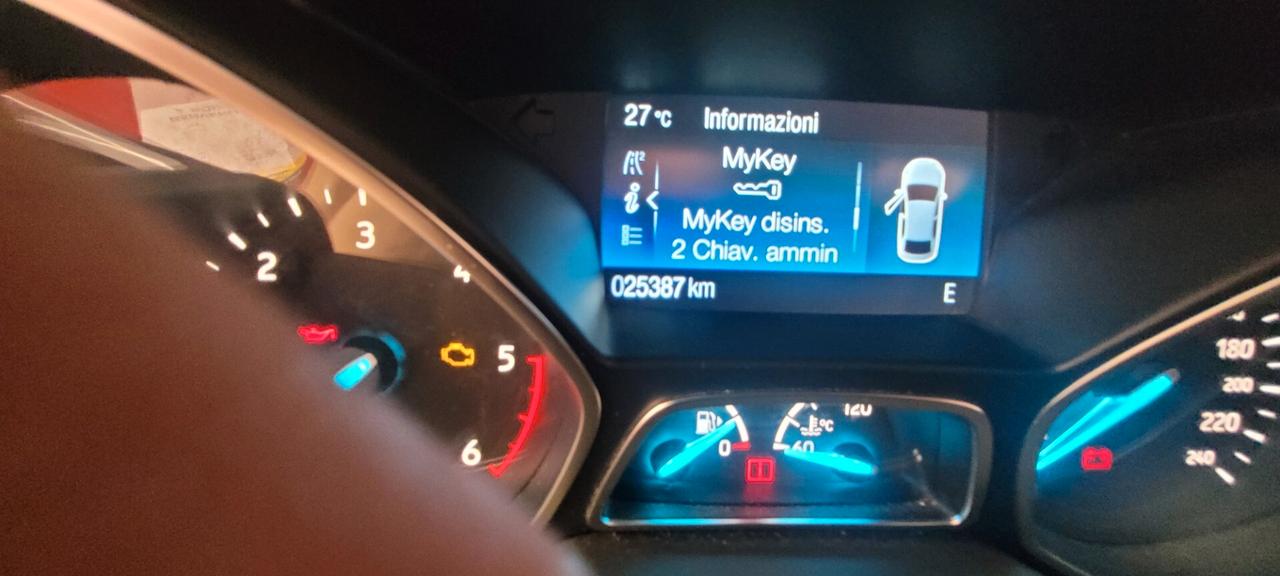 27°C Informazioni
MyKey
MyKey disins.
2 Chiav. ammin
025387 km E
2
3
4
5
6
0
60
120
°C
180
200
220
240